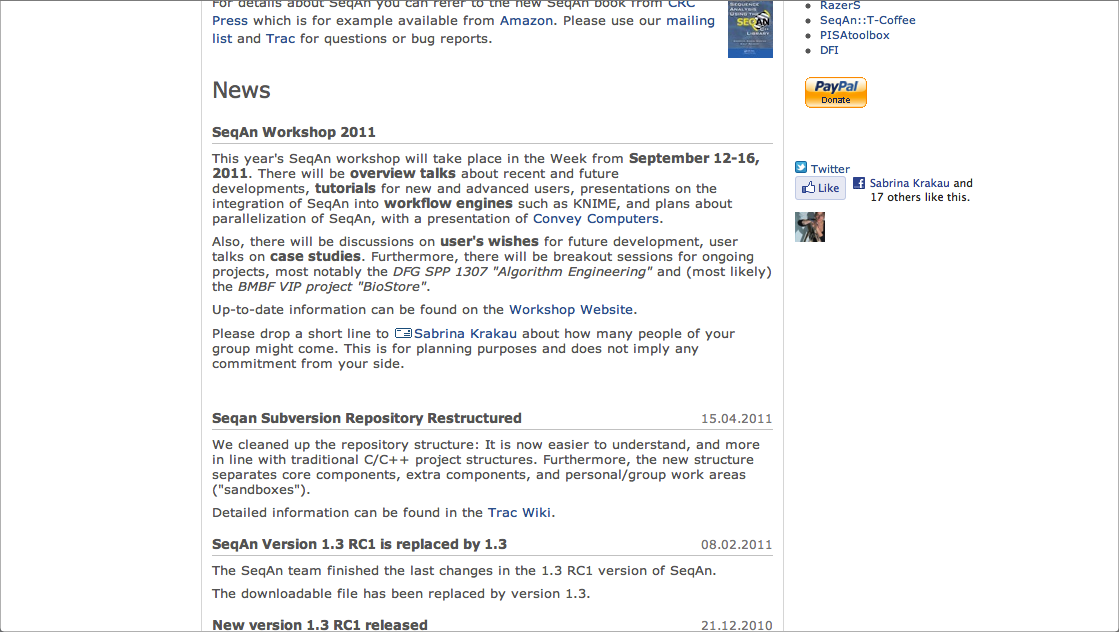 For details about SeqAn you can refer to the new SeqAn book from CRC
Press which is for example available from Amazon. Please use our mailing
list and Trac for questions or bug reports.
SEQUENCE
ANALYSIS
USING THE
SEQAN
LIBRARY
News
SeqAn Workshop 2011
This year's SeqAn workshop will take place in the Week from September 12-16,
2011. There will be overview talks about recent and future
developments, tutorials for new and advanced users, presentations on the
integration of SeqAn into workflow engines such as KNIME, and plans about
parallelization of SeqAn, with a presentation of Convey Computers.
Also, there will be discussions on user's wishes for future development, user
talks on case studies. Furthermore, there will be breakout sessions for ongoing
projects, most notably the DFG SPP 1307 "Algorithm Engineering" and (most likely)
the BMBF VIP project "BioStore".
Up-to-date information can be found on the Workshop Website.
Please drop a short line to Sabrina Krakau about how many people of your
group might come. This is for planning purposes and does not imply any
commitment from your side.
Seqan Subversion Repository Restructured 15.04.2011
We cleaned up the repository structure: It is now easier to understand, and more
in line with traditional C/C++ project structures. Furthermore, the new structure
separates core components, extra components, and personal/group work areas
("sandboxes").
Detailed information can be found in the Trac Wiki.
SeqAn Version 1.3 RC1 is replaced by 1.3 08.02.2011
The SeqAn team finished the last changes in the 1.3 RC1 version of SeqAn.
The downloadable file has been replaced by version 1.3.
New version 1.3 RC1 released 21.12.2010
RazerS
SeqAn::T-Coffee
PISAtoolbox
DFI
PayPal
Donate
Twitter
Like
Sabrina Krakau and
17 others like this.